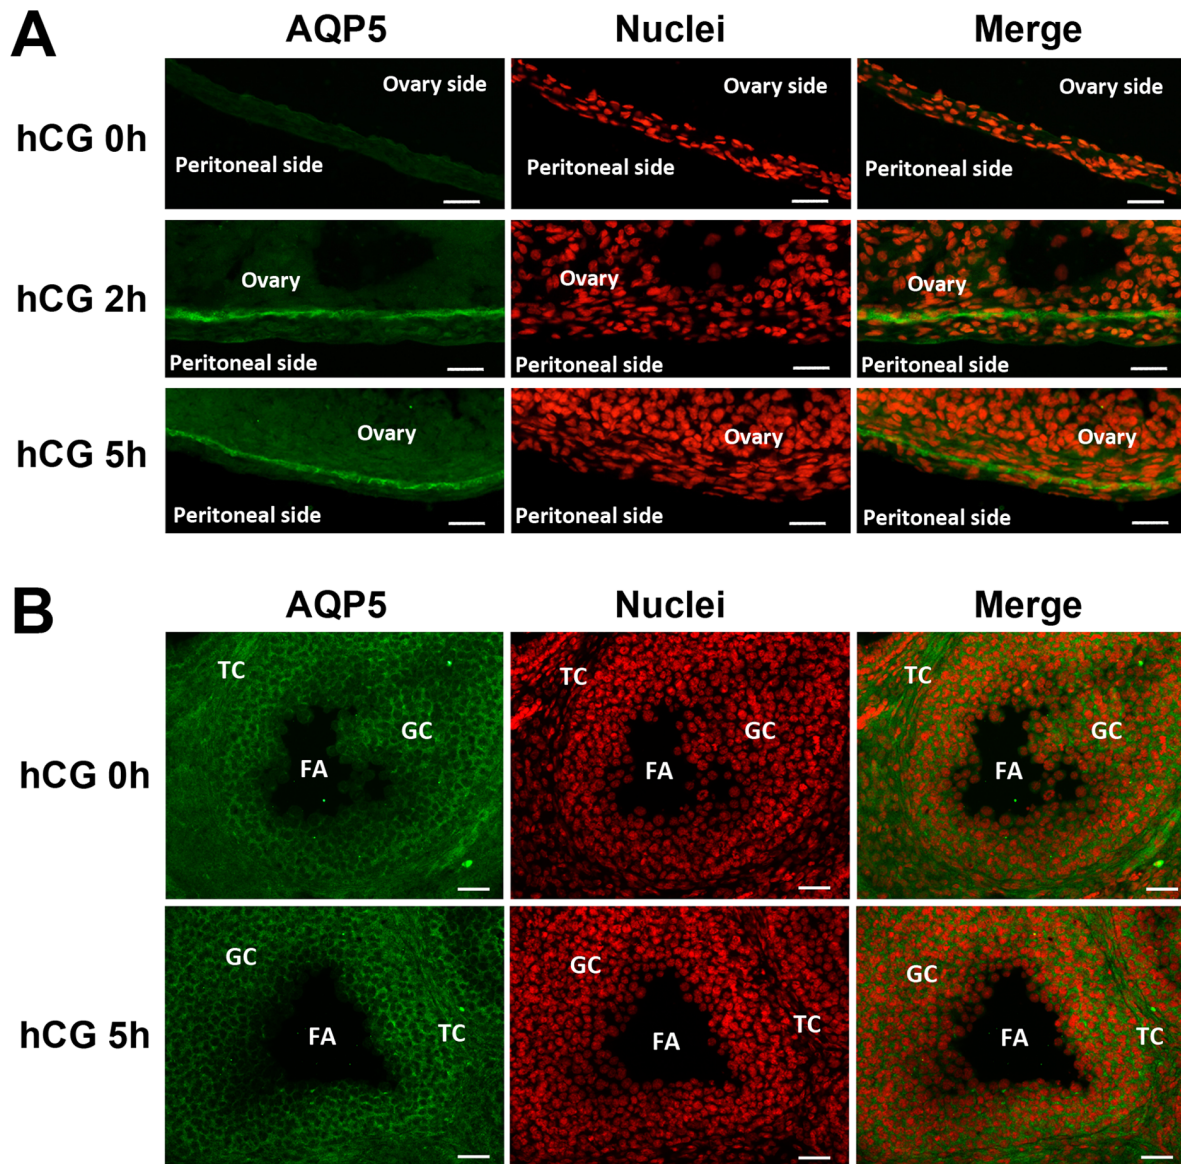 A
AQP5 Nuclei Merge
hCG 0h
Ovary side
Peritoneal side
Ovary side
Peritoneal side
Ovary side
Peritoneal side
hCG 2h
Ovary
Peritoneal side
Ovary
Peritoneal side
Ovary
Peritoneal side
hCG 5h
Ovary
Peritoneal side
Ovary
Peritoneal side
Ovary
Peritoneal side
B
AQP5 Nuclei Merge
hCG 0h
TC
GC
FA
TC
GC
FA
TC
GC
FA
hCG 5h
GC
FA
TC
GC
FA
TC
GC
FA
TC